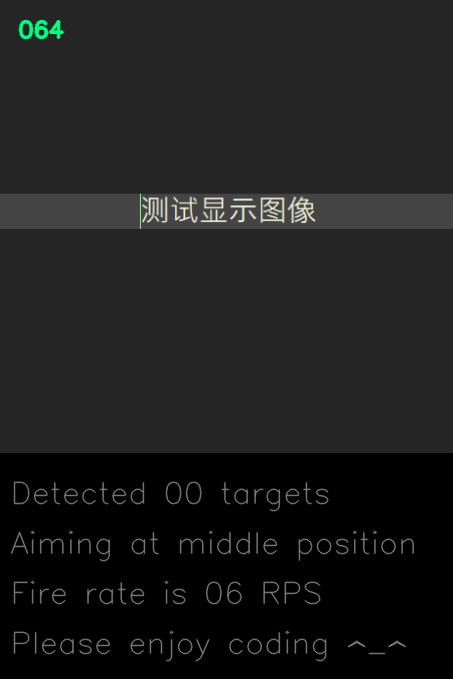 064
测试显示图像
Detected 00 targets
Aiming at middle position
Fire rate is 06 RPS
Please enjoy coding ^_^